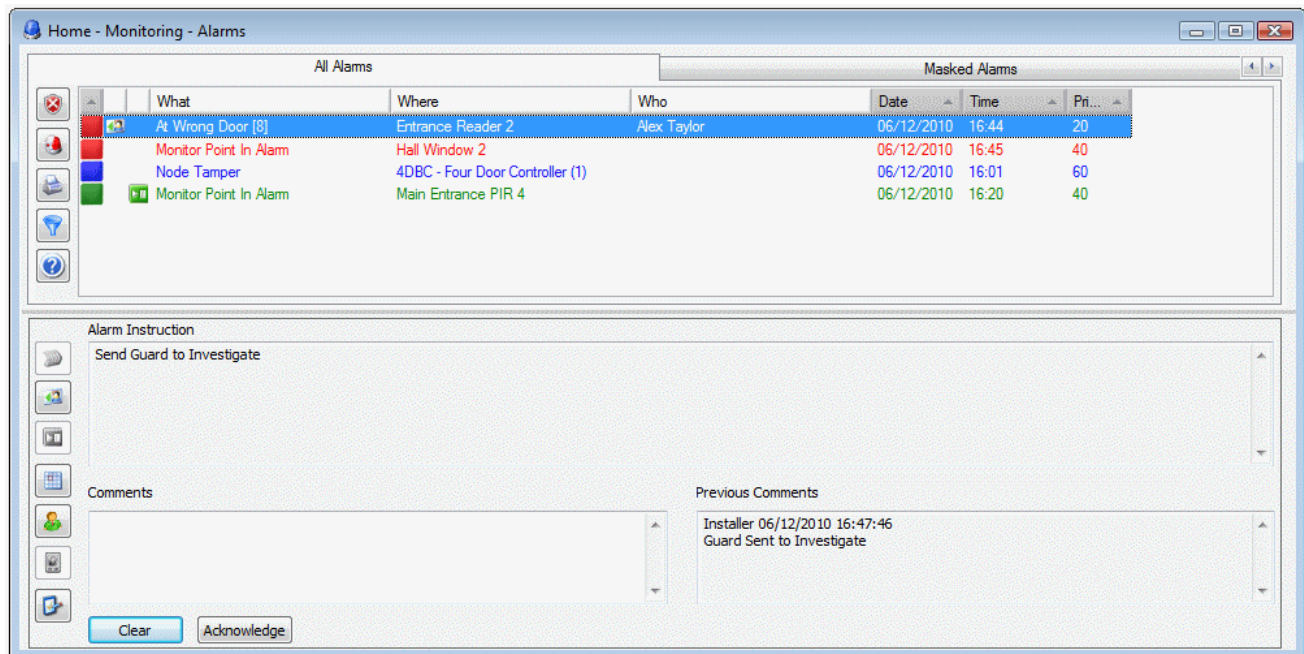 Home - Monitoring - Alarms
All Alarms Masked Alarms
What Where Who Date Time Pri...
At Wrong Door [8] Entrance Reader 2 Alex Taylor 06/12/2010 16:44 20
Monitor Point In Alarm Hall Window 2 06/12/2010 16:45 40
Node Tamper 4DBC - Four Door Controller (1) 06/12/2010 16:01 60
Monitor Point In Alarm Main Entrance PIR 4 06/12/2010 16:20 40
Alarm Instruction
Send Guard to Investigate
Comments Previous Comments
Installer 06/12/2010 16:47:46
Guard Sent to Investigate
Clear Acknowledge